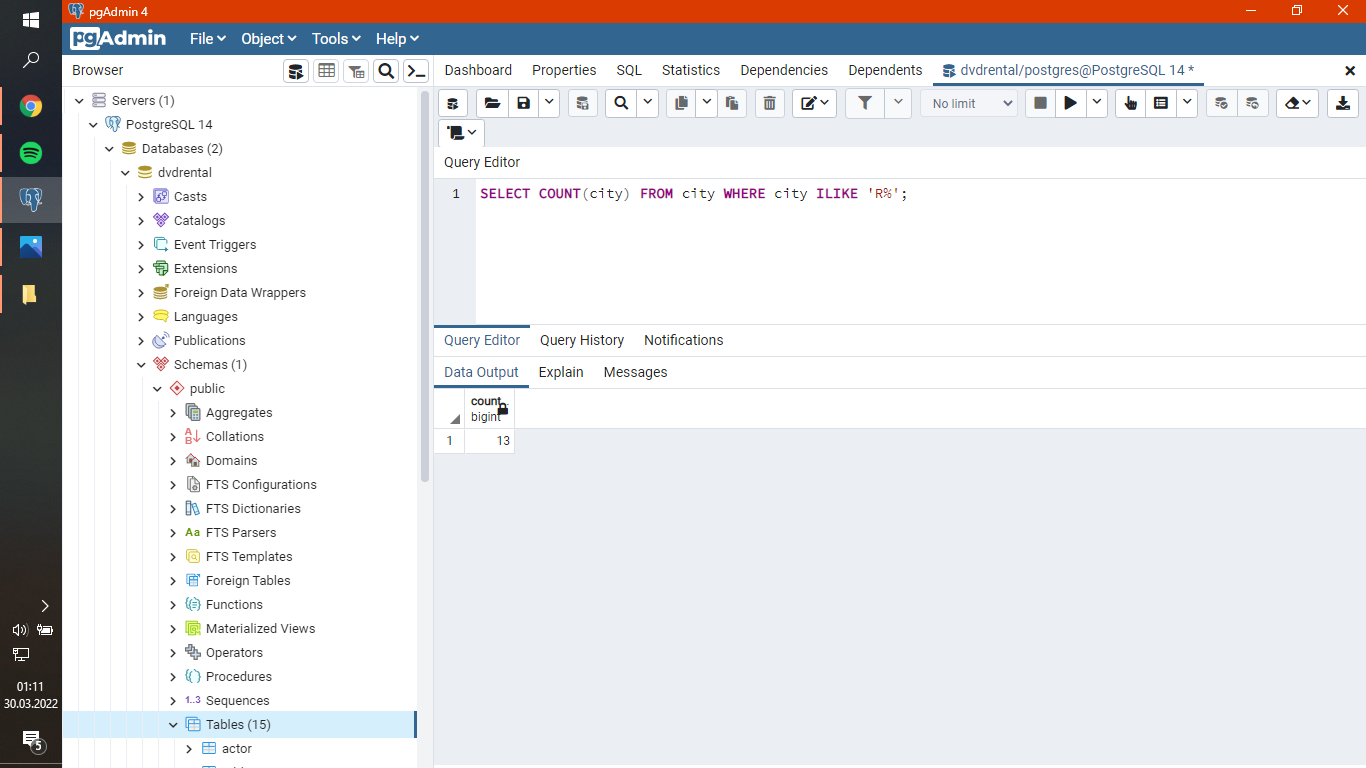 pgAdmin 4
pgAdmin File Object Tools Help
Browser
Dashboard Properties SQL Statistics Dependencies Dependents dvdrental/postgres@PostgreSQL 14 *
No limit
Servers (1)
PostgreSQL 14
Databases (2)
dvdrental
Casts
Catalogs
Event Triggers
Extensions
Foreign Data Wrappers
Languages
Publications
Schemas (1)
public
Aggregates
Collations
Domains
FTS Configurations
FTS Dictionaries
Aa FTS Parsers
FTS Templates
Foreign Tables
Functions
Materialized Views
Operators
Procedures
1..3 Sequences
Tables (15)
actor
Query Editor
1 SELECT COUNT(city) FROM city WHERE city ILIKE 'R%';
Query Editor Query History Notifications
Data Output Explain Messages
count
bigint
1 13
01:11
30.03.2022
5